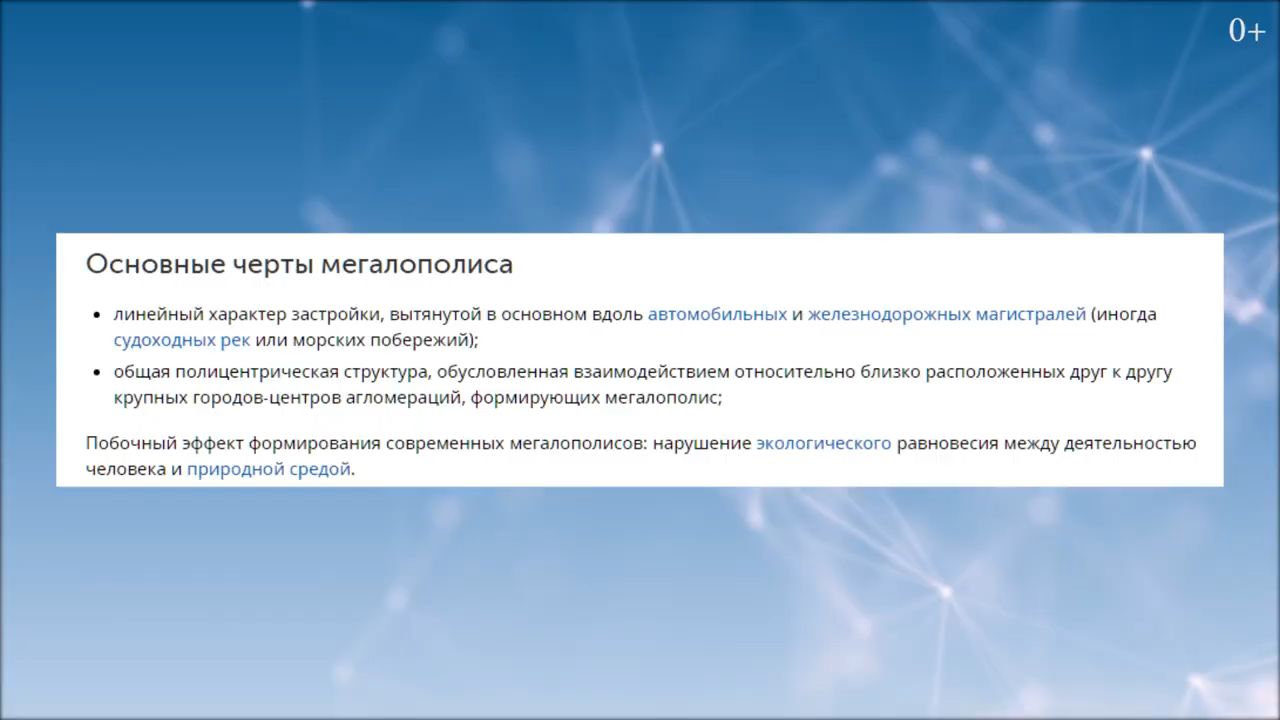 0+
Основные черты мегалополиса
• линейный характер застройки, вытянутой в основном вдоль автомобильных и железнодорожных магистралей (иногда
судоходных рек или морских побережий);
• общая полицентрическая структура, обусловленная взаимодействием относительно близко расположенных друг к другу
крупных городов-центров агломераций, формирующих мегалополис;
Побочный эффект формирования современных мегалополисов: нарушение экологического равновесия между деятельностью
человека и природной средой.